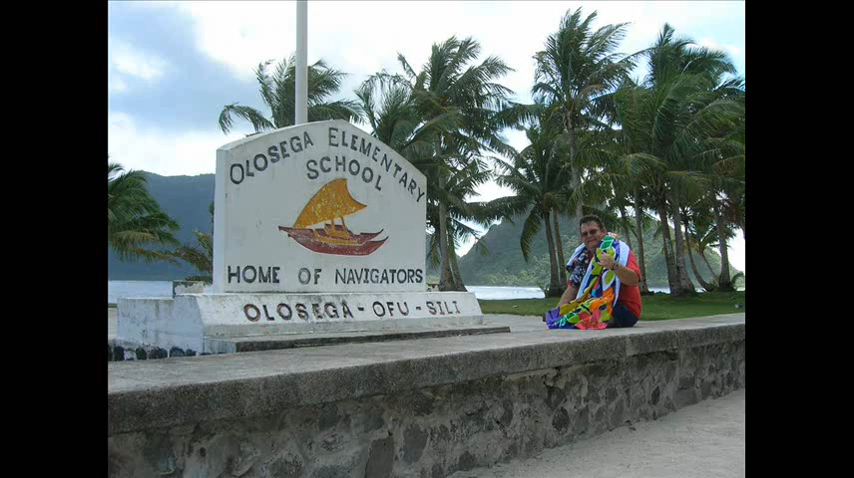 OLOSEGA ELEMENTARY
SCHOOL
HOME OF NAVIGATORS
OLOSEGA - OFU - SILI